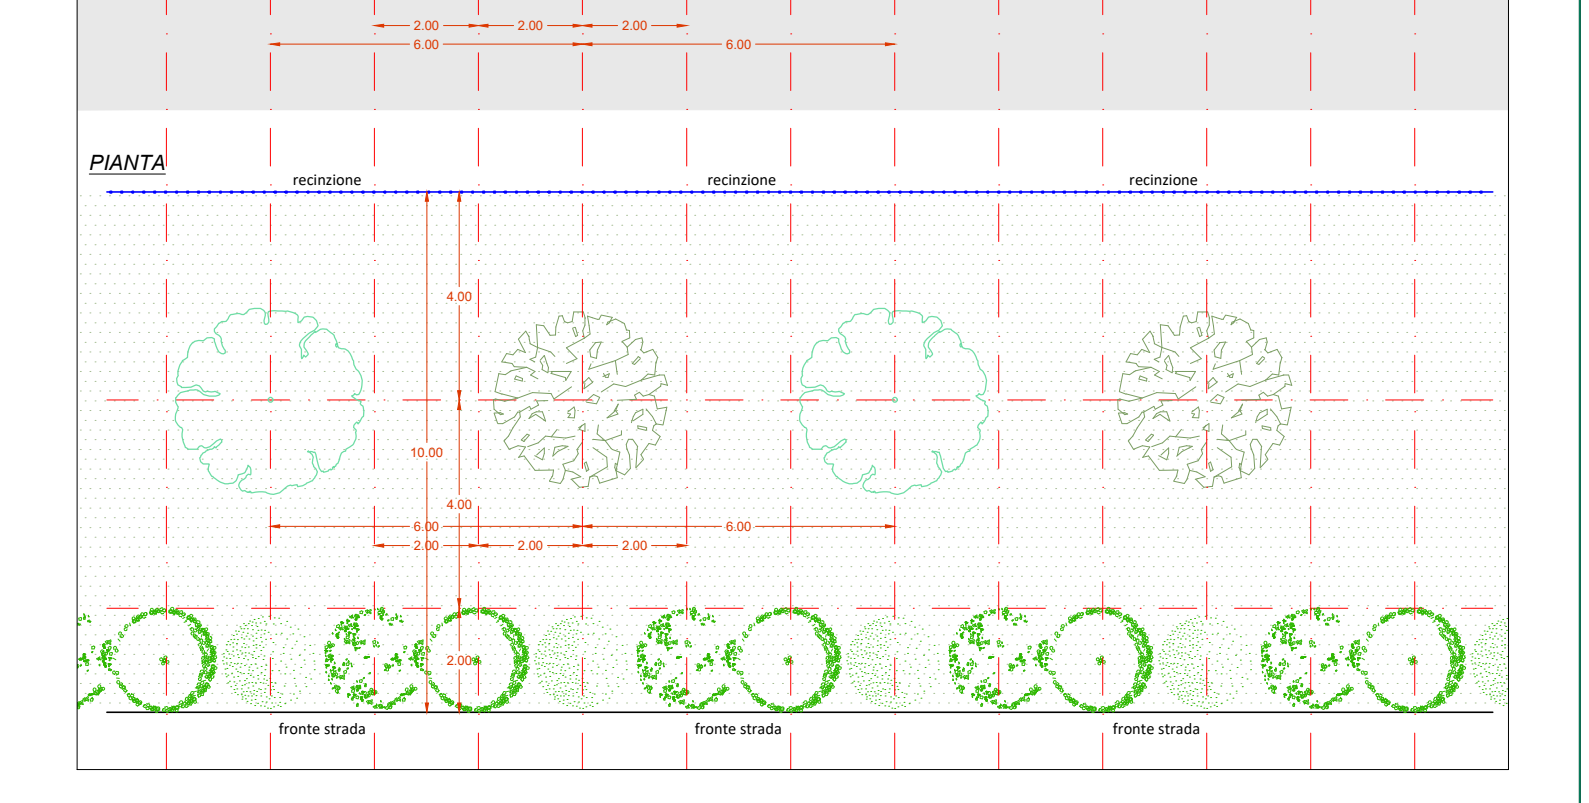 2.00 2.00 2.00
6.00 6.00
PIANTA
recinzione recinzione recinzione
4.00
10.00
4.00
6.00 6.00
2.00 2.00 2.00
2.00
fronte strada fronte strada fronte strada